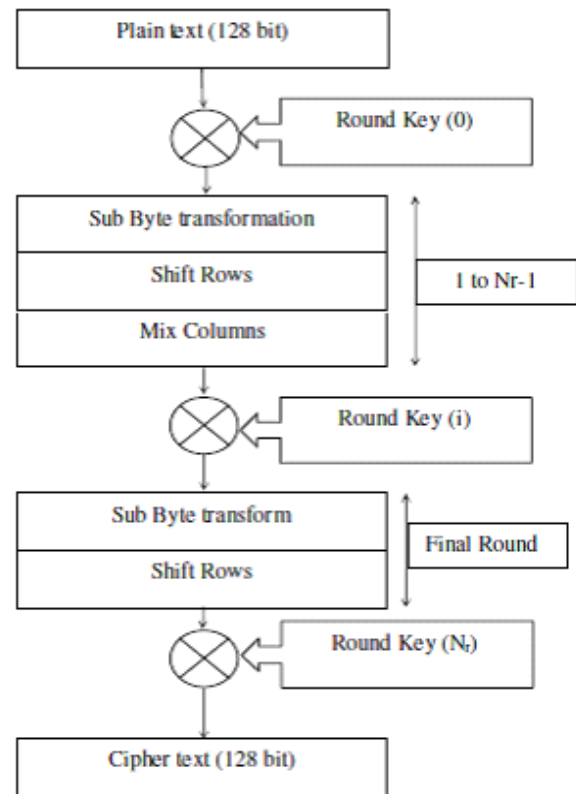 Plain text (128 bit)
Round Key (0)
Sub Byte transformation
Shift Rows
Mix Columns
1 to Nr-1
Round Key (i)
Sub Byte transform
Shift Rows
Final Round
Round Key (Nr)
Cipher text (128 bit)